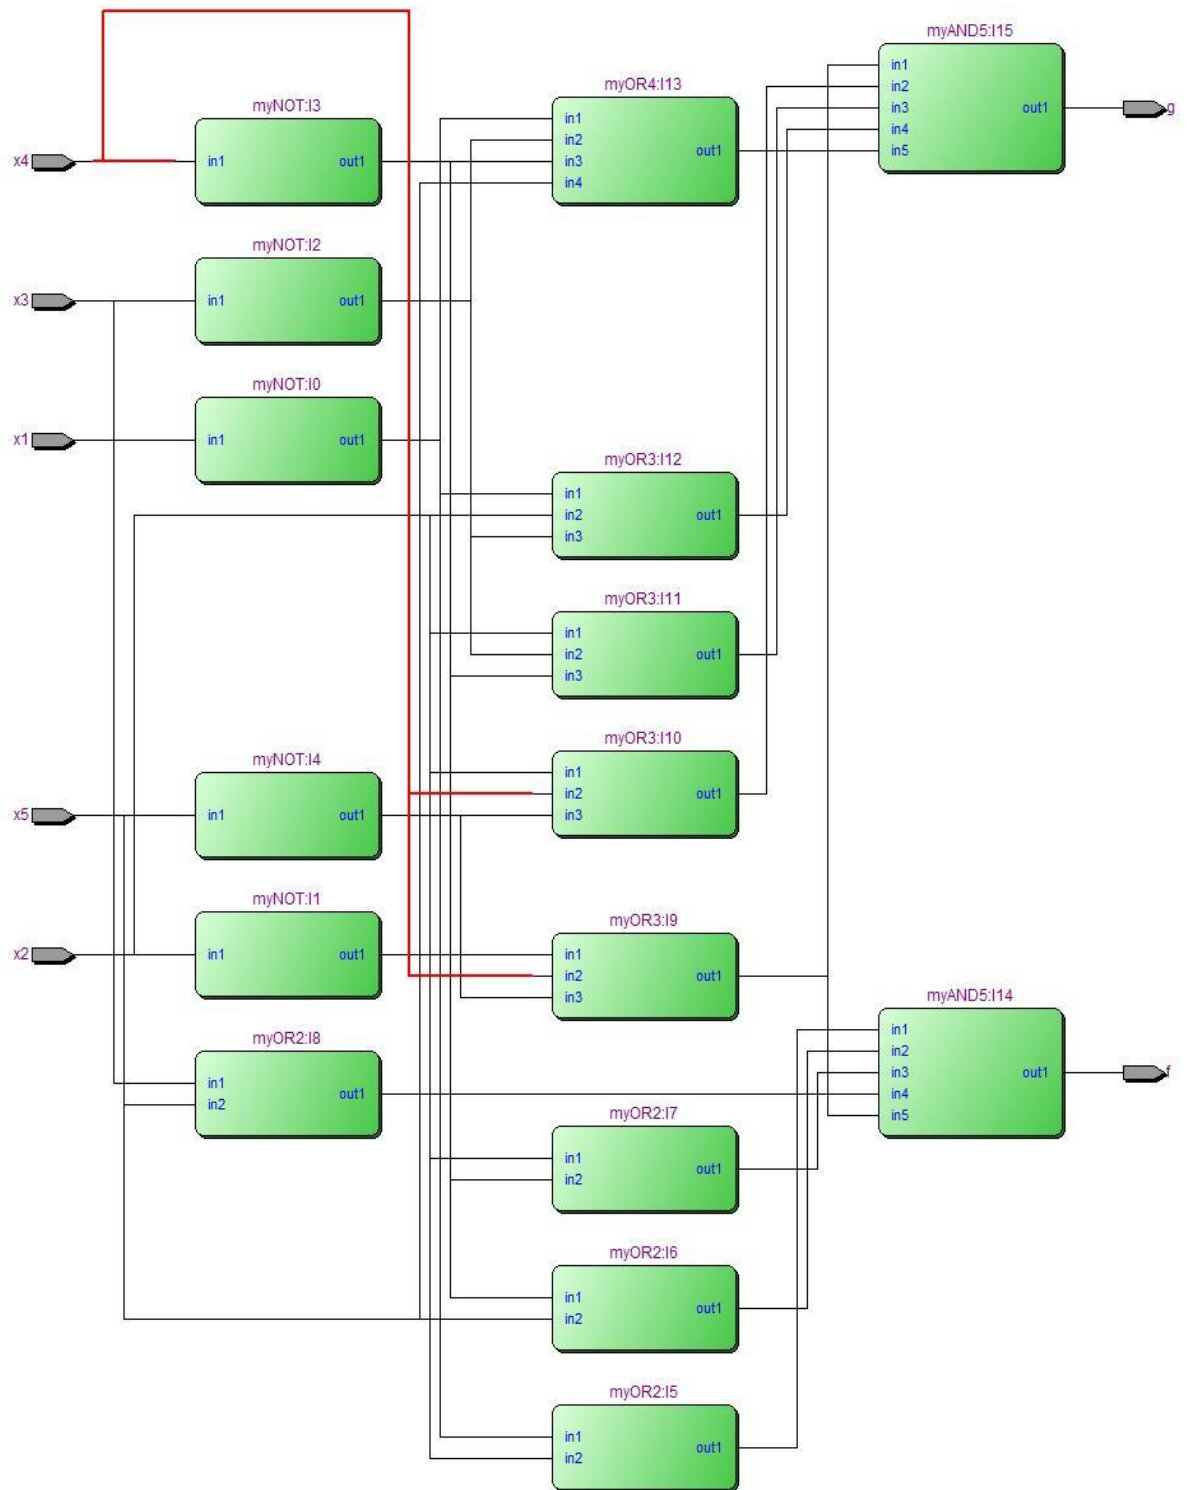 myAND5:I15
in1
in2
in3
in4
in5
out1
g
myOR4:I13
in1
in2
in3
in4
out1
myNOT:I3
x4
in1
out1
myNOT:I2
x3
in1
out1
myNOT:I0
x1
in1
out1
myOR3:I12
in1
in2
in3
out1
myOR3:I11
in1
in2
in3
out1
myOR3:I10
in1
in2
in3
out1
myNOT:I4
x5
in1
out1
myNOT:I1
x2
in1
out1
myOR3:I9
in1
in2
in3
out1
myAND5:I14
in1
in2
in3
in4
in5
out1
f
myOR2:I8
in1
in2
out1
myOR2:I7
in1
in2
out1
myOR2:I6
in1
in2
out1
myOR2:I5
in1
in2
out1